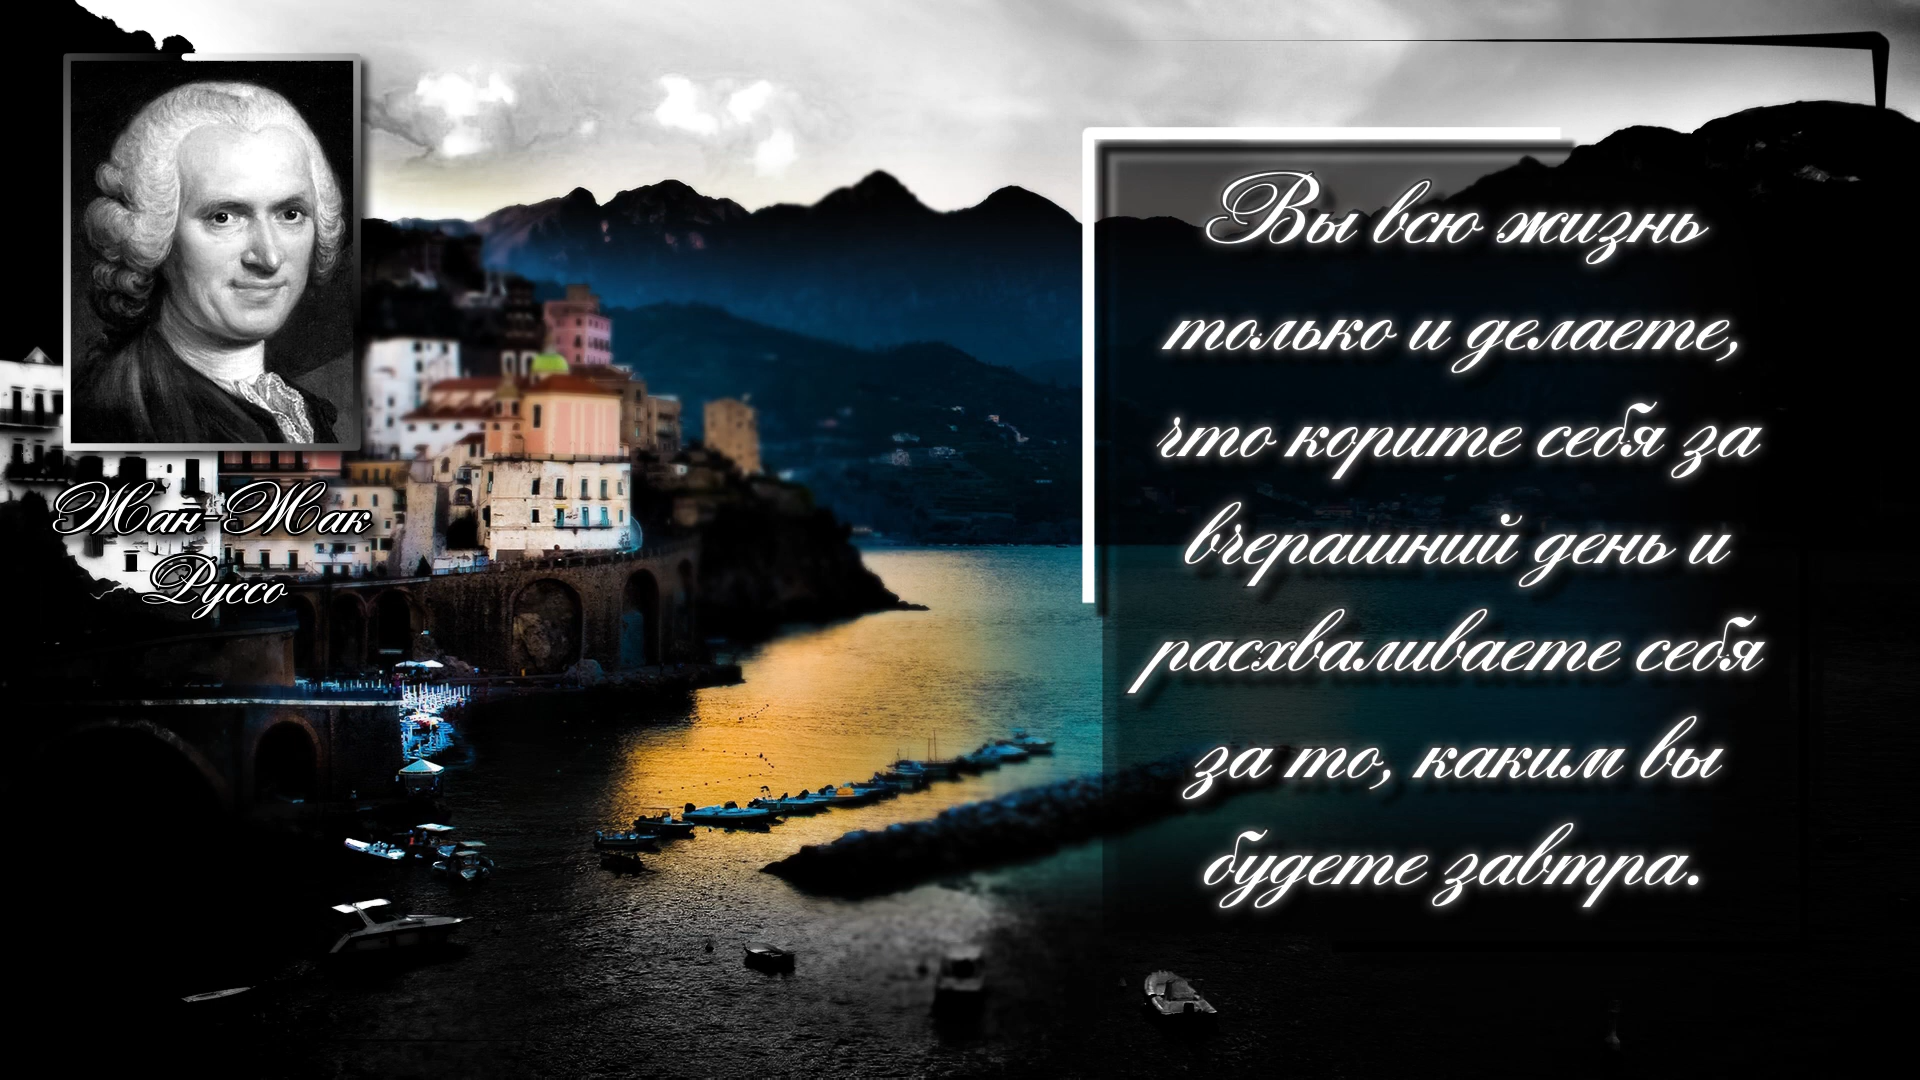 Жан-Жак
Руссо
Вы всю жизнь
только и делаете,
что корите себя за
вчерашний день и
расхваливаете себя
за то, каким вы
будете завтра.